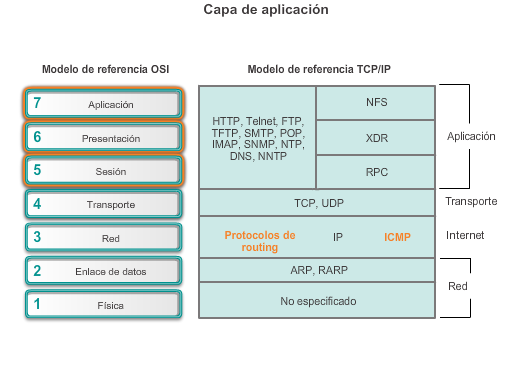 Capa de aplicación
Modelo de referencia OSI
Modelo de referencia TCP/IP
7 Aplicación
6 Presentación
5 Sesión
4 Transporte
3 Red
2 Enlace de datos
1 Física
HTTP, Telnet, FTP,
TFTP, SMTP, POP,
IMAP, SNMP, NTP,
DNS, NNTP
NFS
XDR
RPC
TCP, UDP
Protocolos de
routing
IP
ICMP
ARP, RARP
No especificado
Aplicación
Transporte
Internet
Red